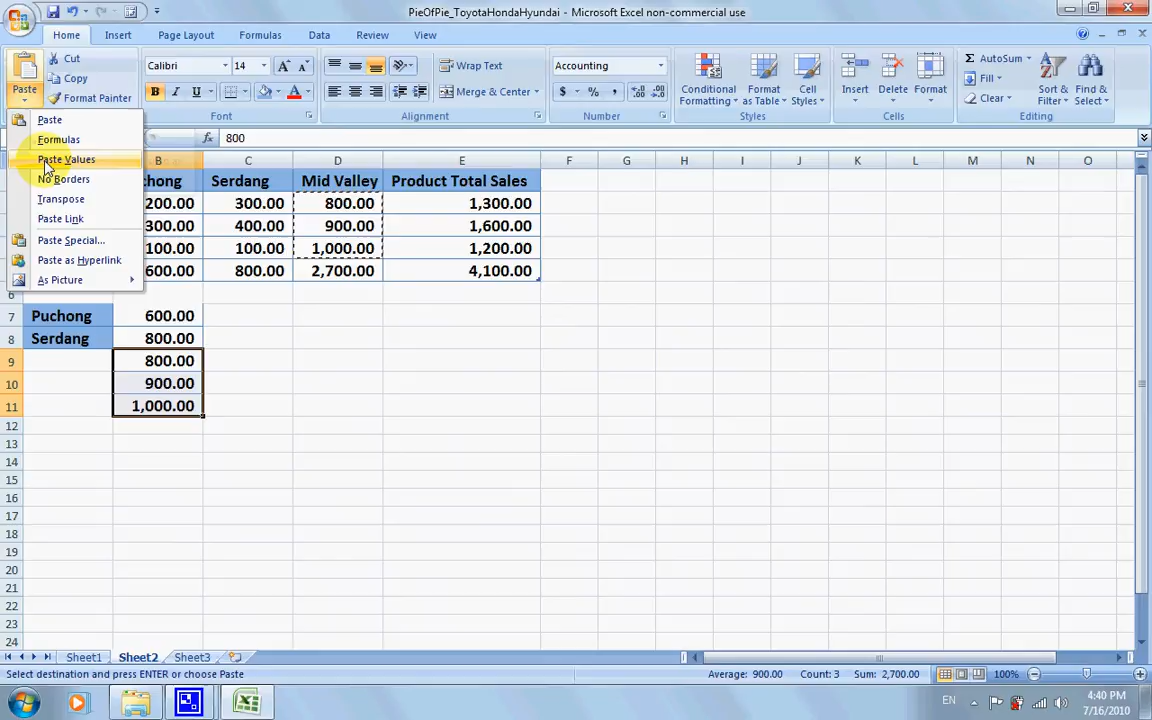 PieOfPie_ToyotaHondaHyundai - Microsoft Excel non-commercial use
Home Insert Page Layout Formulas Data Review View
Paste
Cut
Copy
Format Painter
Calibri 14
B I U
Font
Wrap Text
Merge & Center
Alignment
Accounting
$ % ,
Number
Conditional Formatting
Format as Table
Cell Styles
Styles
Insert
Delete
Format
Cells
AutoSum
Fill
Clear
Sort & Filter
Find & Select
Editing
Paste
Formulas
Paste Values
No Borders
Transpose
Paste Link
Paste Special...
Paste as Hyperlink
As Picture
fx 800
B C D E F G H I J K L M N O
chong Serdang Mid Valley Product Total Sales
200.00 300.00 800.00 1,300.00
300.00 400.00 900.00 1,600.00
100.00 100.00 1,000.00 1,200.00
600.00 800.00 2,700.00 4,100.00
6
7 Puchong 600.00
8 Serdang 800.00
9 800.00
10 900.00
11 1,000.00
12
13
14
15
16
17
18
19
20
21
22
23
24
Sheet1 Sheet2 Sheet3
Select destination and press ENTER or choose Paste Average: 900.00 Count: 3 Sum: 2,700.00 100%
EN 4:40 PM
7/16/2010